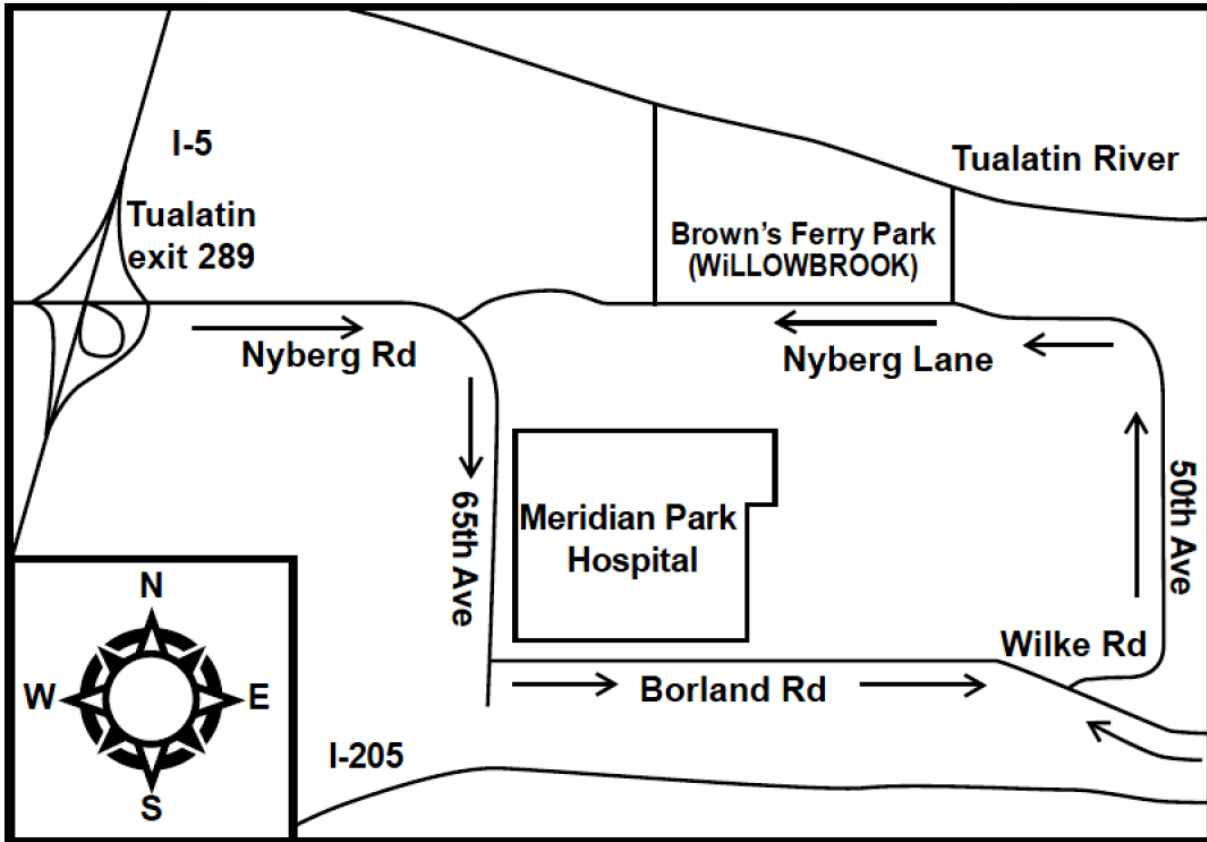 I-5
Tualatin River
Tualatin
exit 289
Brown's Ferry Park
(WiLLOWBROOK)
Nyberg Rd
Nyberg Lane
65th Ave
Meridian Park
Hospital
50th Ave
Wilke Rd
Borland Rd
I-205
N
W
E
S